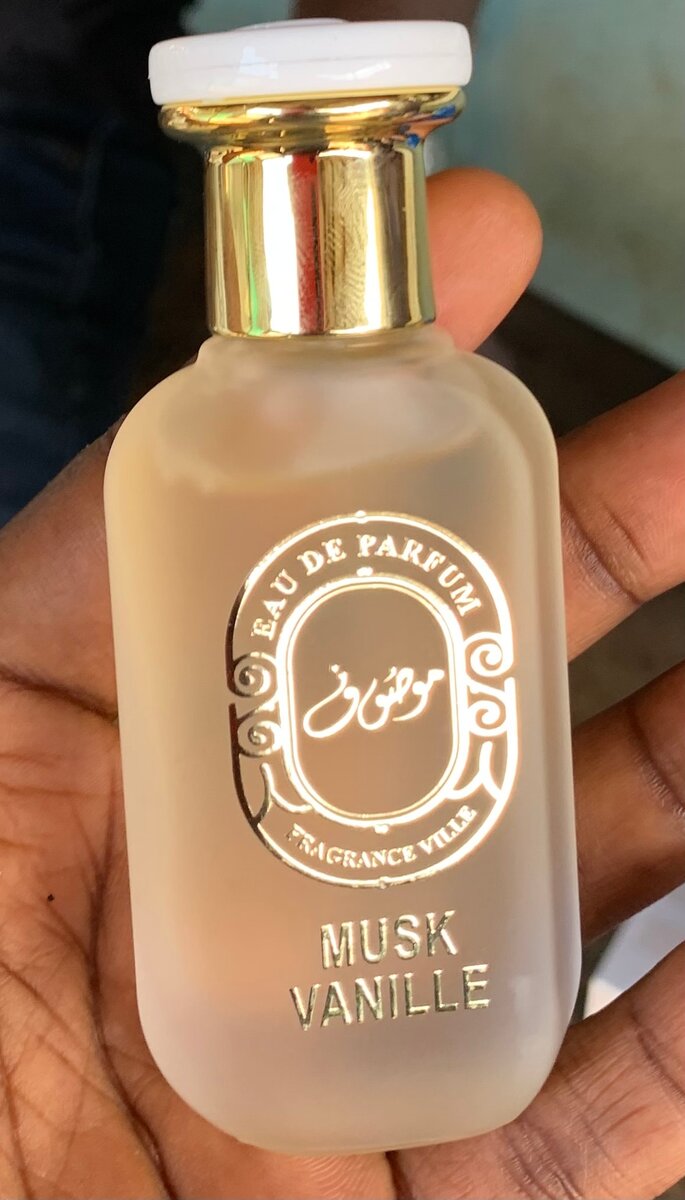 EAU DE PARFUM
موصوف
FRAGRANCE VILLE
MUSK
VANILLE